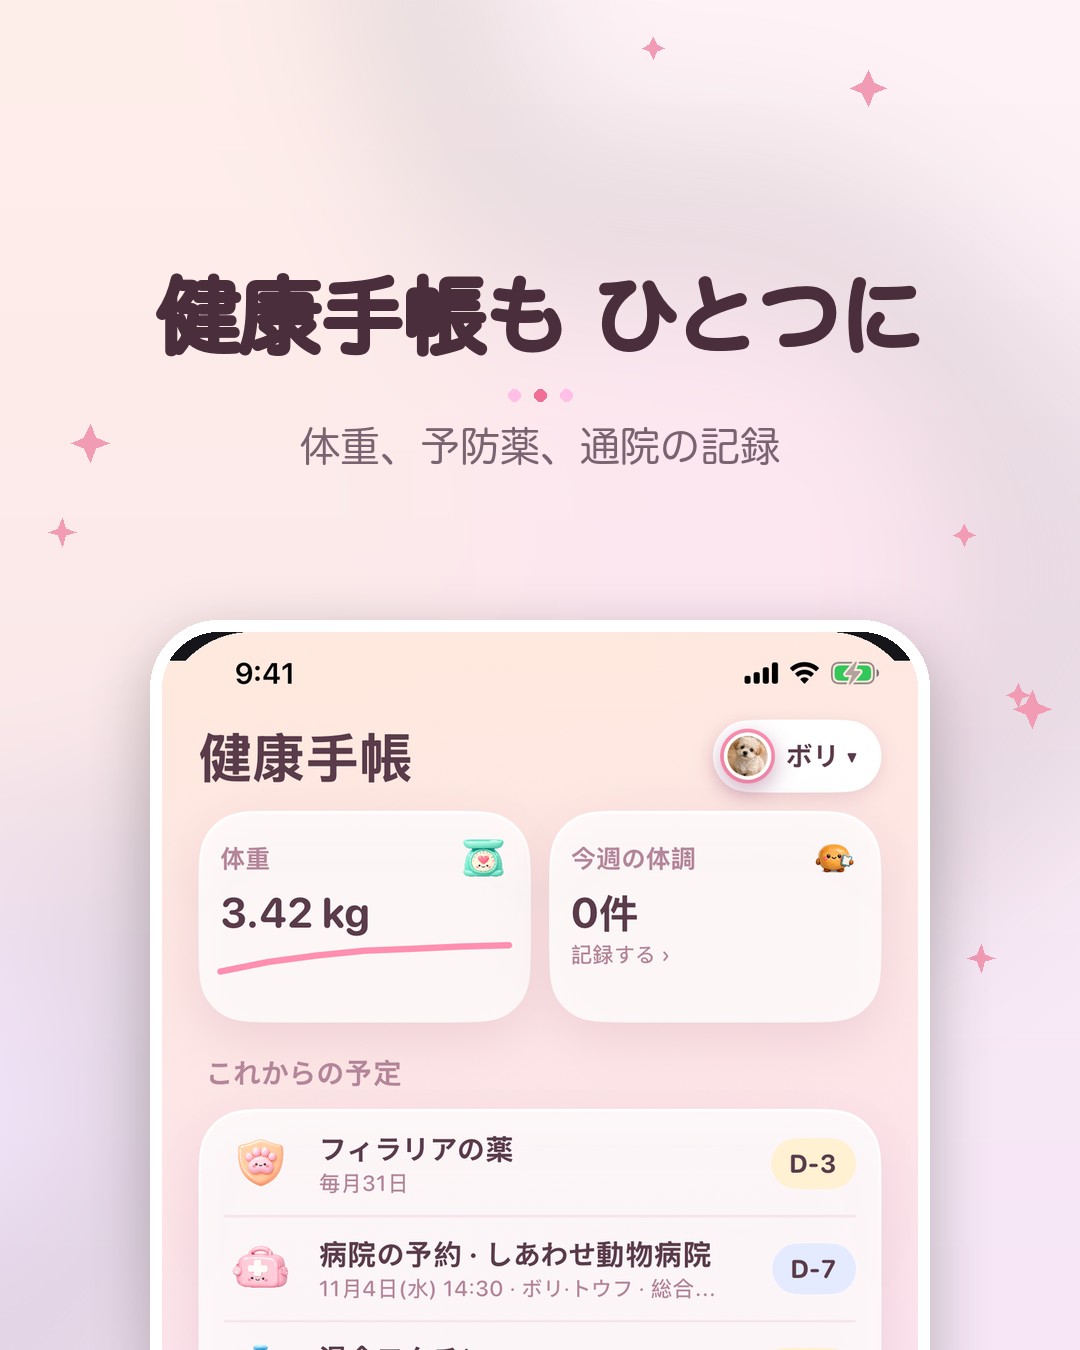 健康手帳も ひとつに
体重、予防薬、通院の記録
9:41
健康手帳
ボリ ▾
体重
3.42 kg
今週の体調
0件
記録する ›
これからの予定
フィラリアの薬
毎月31日
D-3
病院の予約 · しあわせ動物病院
11月4日(水) 14:30 · ボリ·トウフ · 総合...
D-7